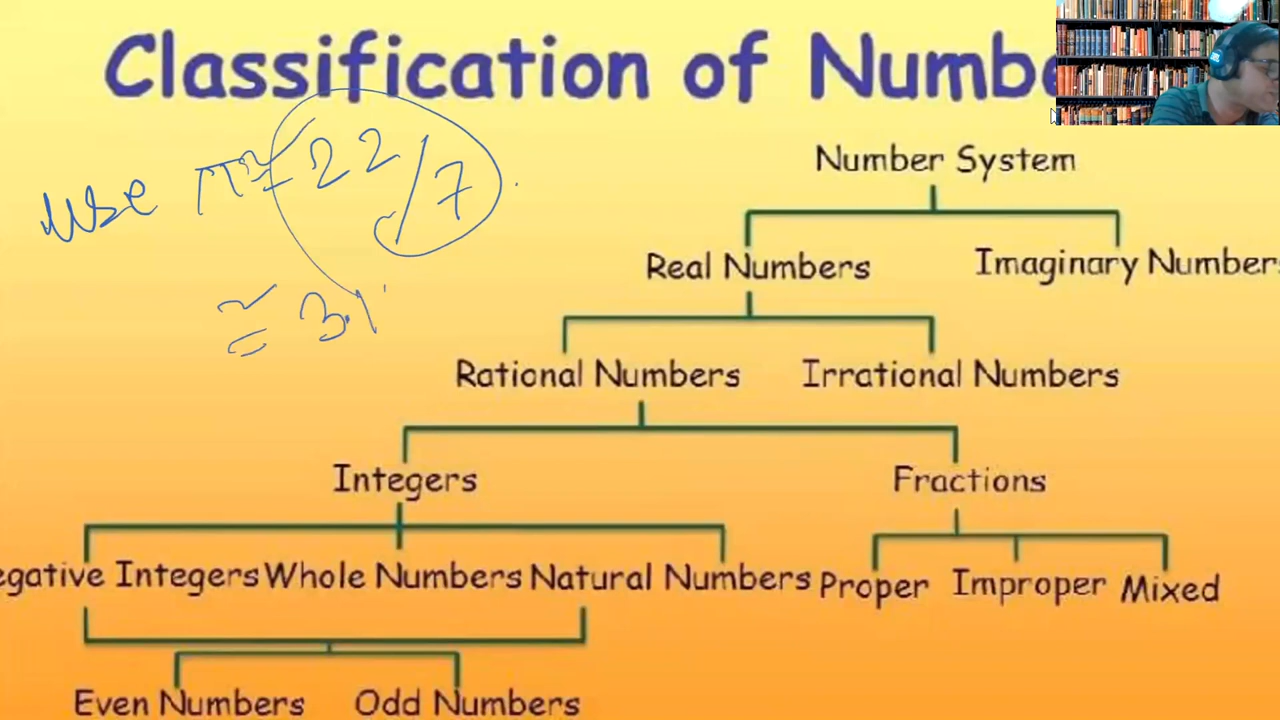 Classification of Numbe
use π ≅ 22/7
≅ 3.1
Number System
Real Numbers Imaginary Numbers
Rational Numbers Irrational Numbers
Integers Fractions
egative Integers Whole Numbers Natural Numbers Proper Improper Mixed
Even Numbers Odd Numbers